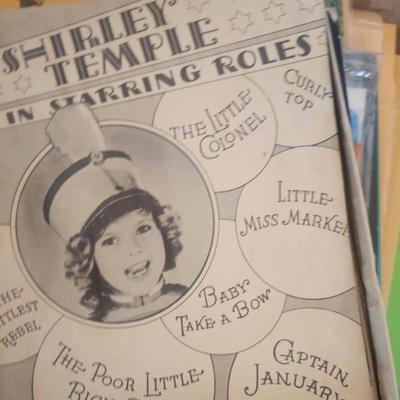 SHIRLEY
TEMPLE
IN STARRING ROLES
THE LITTLE
COLONEL
CURLY
TOP
LITTLE
MISS MARKER
BABY
TAKE A BOW
REBEL
THE POOR LITTLE
CAPTAIN
JANUARY